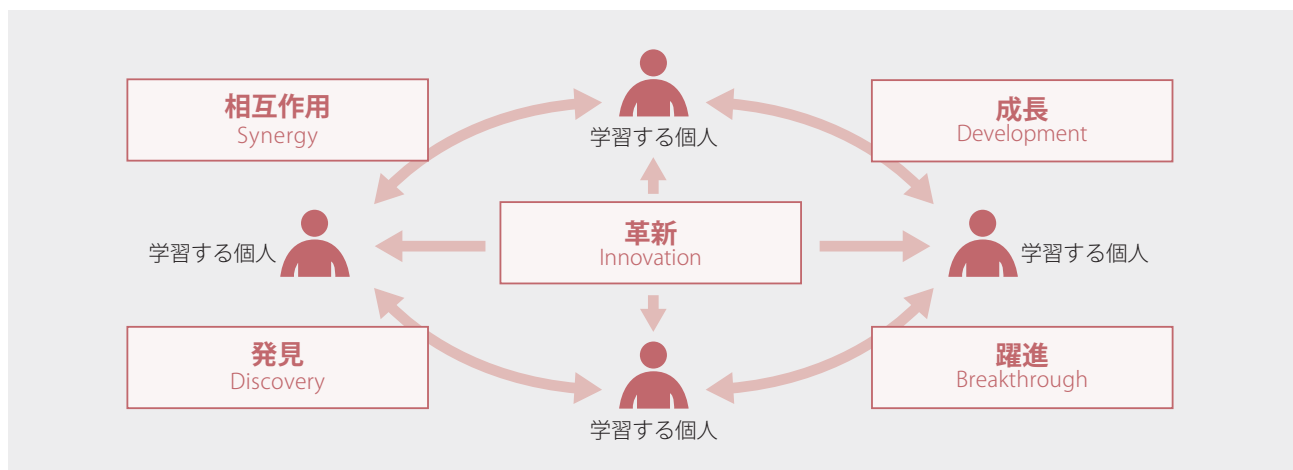 相互作用
Synergy
学習する個人
成長
Development
学習する個人
革新
Innovation
学習する個人
発見
Discovery
学習する個人
躍進
Breakthrough